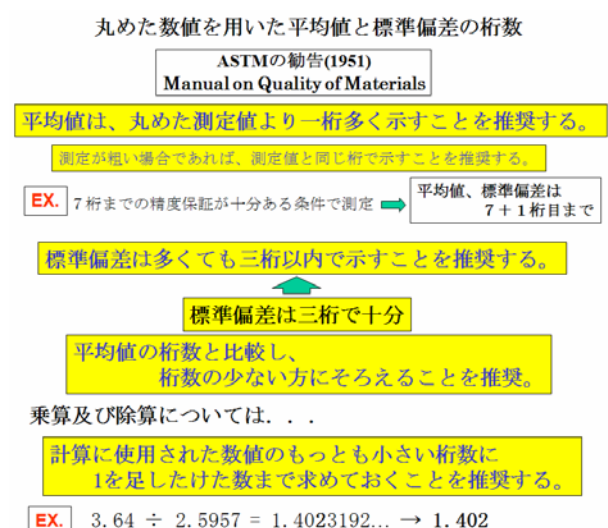 丸めた数値を用いた平均値と標準偏差の桁数
ASTMの勧告(1951)
Manual on Quality of Materials
平均値は、丸めた測定値より一桁多く示すことを推奨する。
測定が粗い場合であれば、測定値と同じ桁で示すことを推奨する。
EX. 7桁までの精度保証が十分ある条件で測定
平均値、標準偏差は
7+1桁目まで
標準偏差は多くても三桁以内で示すことを推奨する。
標準偏差は三桁で十分
平均値の桁数と比較し、
桁数の少ない方にそろえることを推奨。
乗算及び除算については...
計算に使用された数値のもっとも小さい桁数に
1を足したけた数まで求めておくことを推奨する。
EX. 3.64 ÷ 2.5957 = 1.4023192... → 1.402